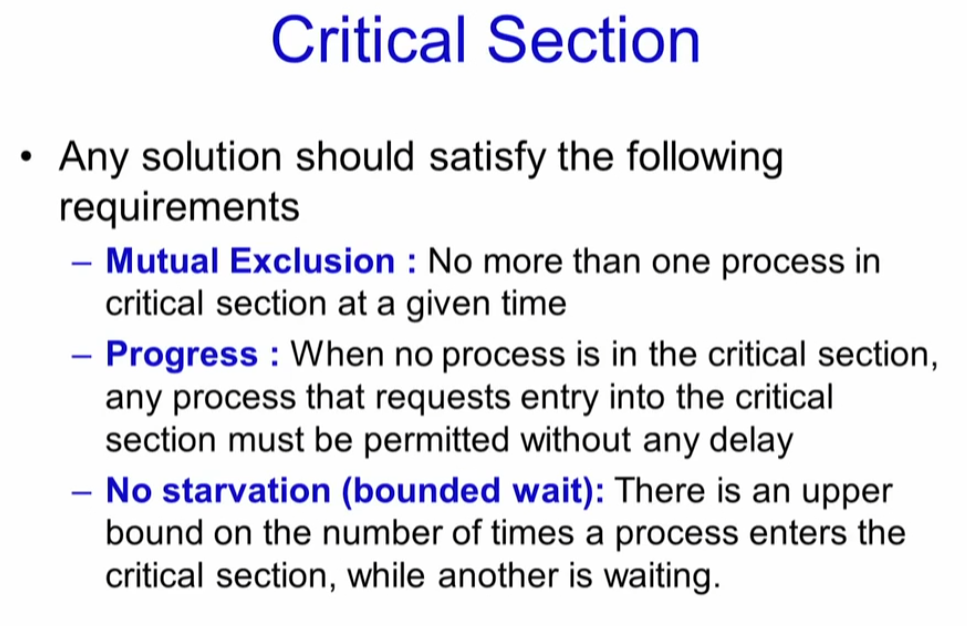 Critical Section
• Any solution should satisfy the following
requirements
– Mutual Exclusion : No more than one process in
critical section at a given time
– Progress : When no process is in the critical section,
any process that requests entry into the critical
section must be permitted without any delay
– No starvation (bounded wait): There is an upper
bound on the number of times a process enters the
critical section, while another is waiting.